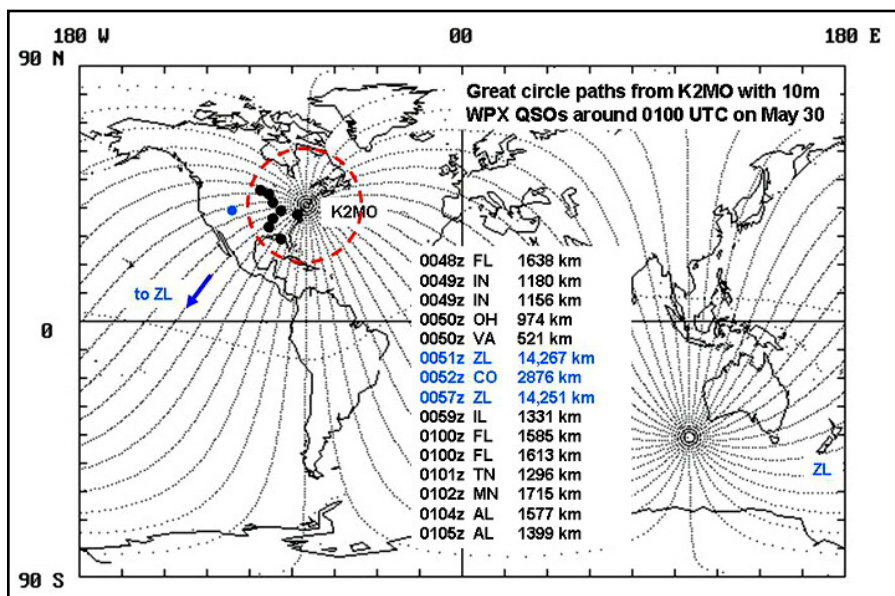 180 W 00 180 E
90 N
Great circle paths from K2MO with 10m
WPX QSOs around 0100 UTC on May 30
K2MO
0048z FL 1638 km
0049z IN 1180 km
to ZL
0049z IN 1156 km
0 0050z OH 974 km
0050z VA 521 km
0051z ZL 14,267 km
0052z CO 2876 km
0057z ZL 14,251 km
0059z IL 1331 km
0100z FL 1585 km
0100z FL 1613 km
ZL
0101z TN 1296 km
0102z MN 1715 km
0104z AL 1577 km
0105z AL 1399 km
90 S